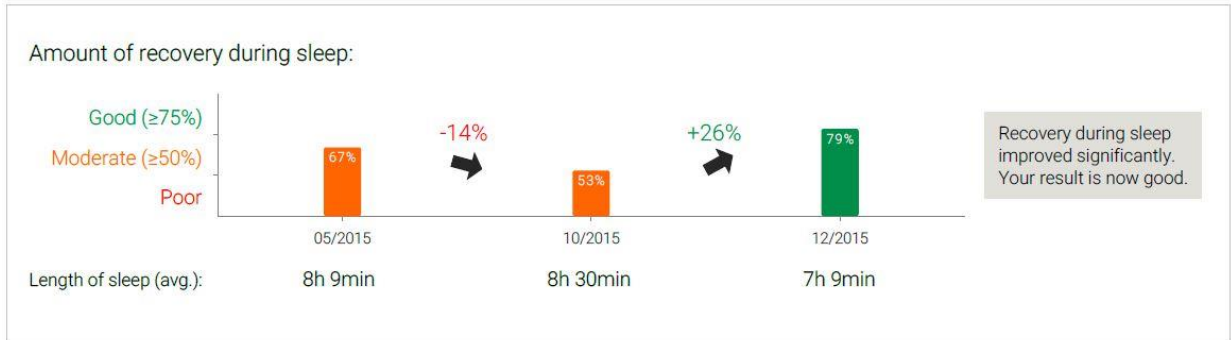 Amount of recovery during sleep:
Good (≥75%)
Moderate (≥50%)
Poor
67%
-14%
53%
+26%
79%
05/2015
10/2015
12/2015
Length of sleep (avg.):
8h 9min
8h 30min
7h 9min
Recovery during sleep
improved significantly.
Your result is now good.